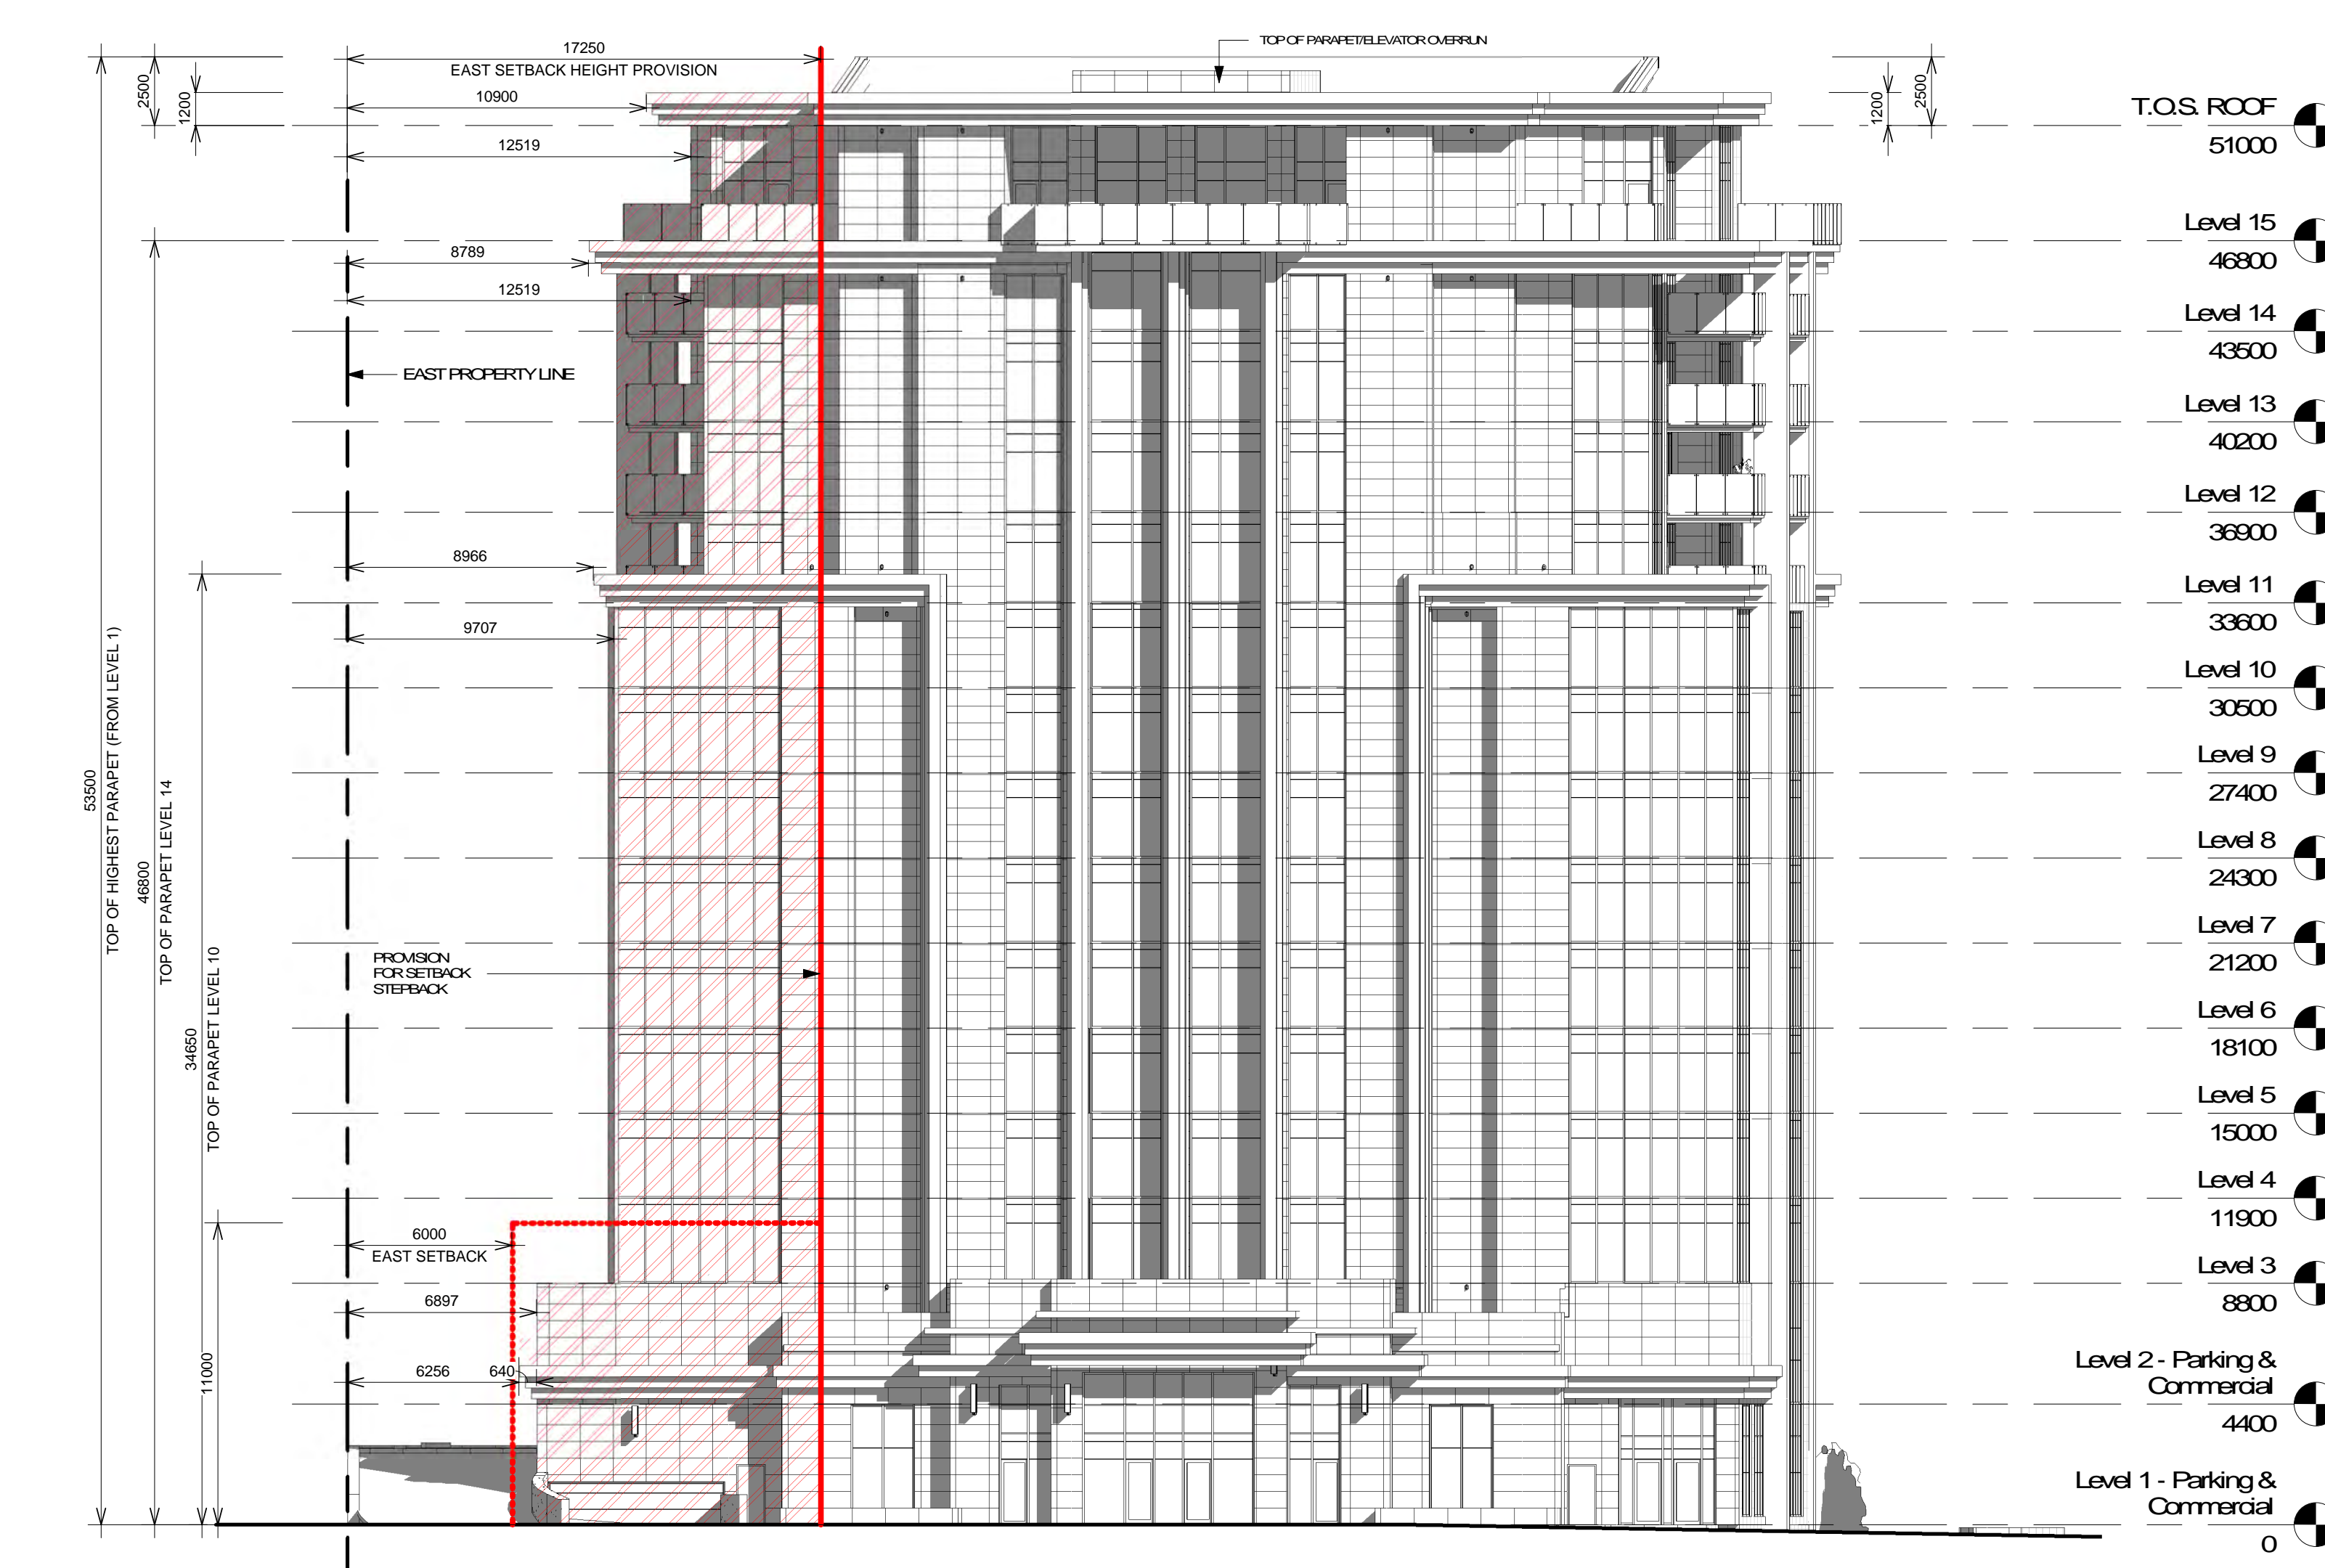 17250
EAST SETBACK HEIGHT PROVISION
TOP OF PARAPET/ELEVATOR OVERRUN
2500
1200
10900
12519
1200
2500
T.O.S. ROOF
51000
Level 15
46800
8789
12519
Level 14
43500
EAST PROPERTY LINE
Level 13
40200
Level 12
36900
8966
Level 11
33600
9707
Level 10
30500
53500
TOP OF HIGHEST PARAPET (FROM LEVEL 1)
46800
TOP OF PARAPET LEVEL 14
34650
TOP OF PARAPET LEVEL 10
11000
Level 9
27400
Level 8
24300
Level 7
21200
PROVISION
FOR SETBACK
STEPBACK
Level 6
18100
Level 5
15000
Level 4
11900
6000
EAST SETBACK
Level 3
8800
6897
6256
640
Level 2 - Parking &
Commercial
4400
Level 1 - Parking &
Commercial
0